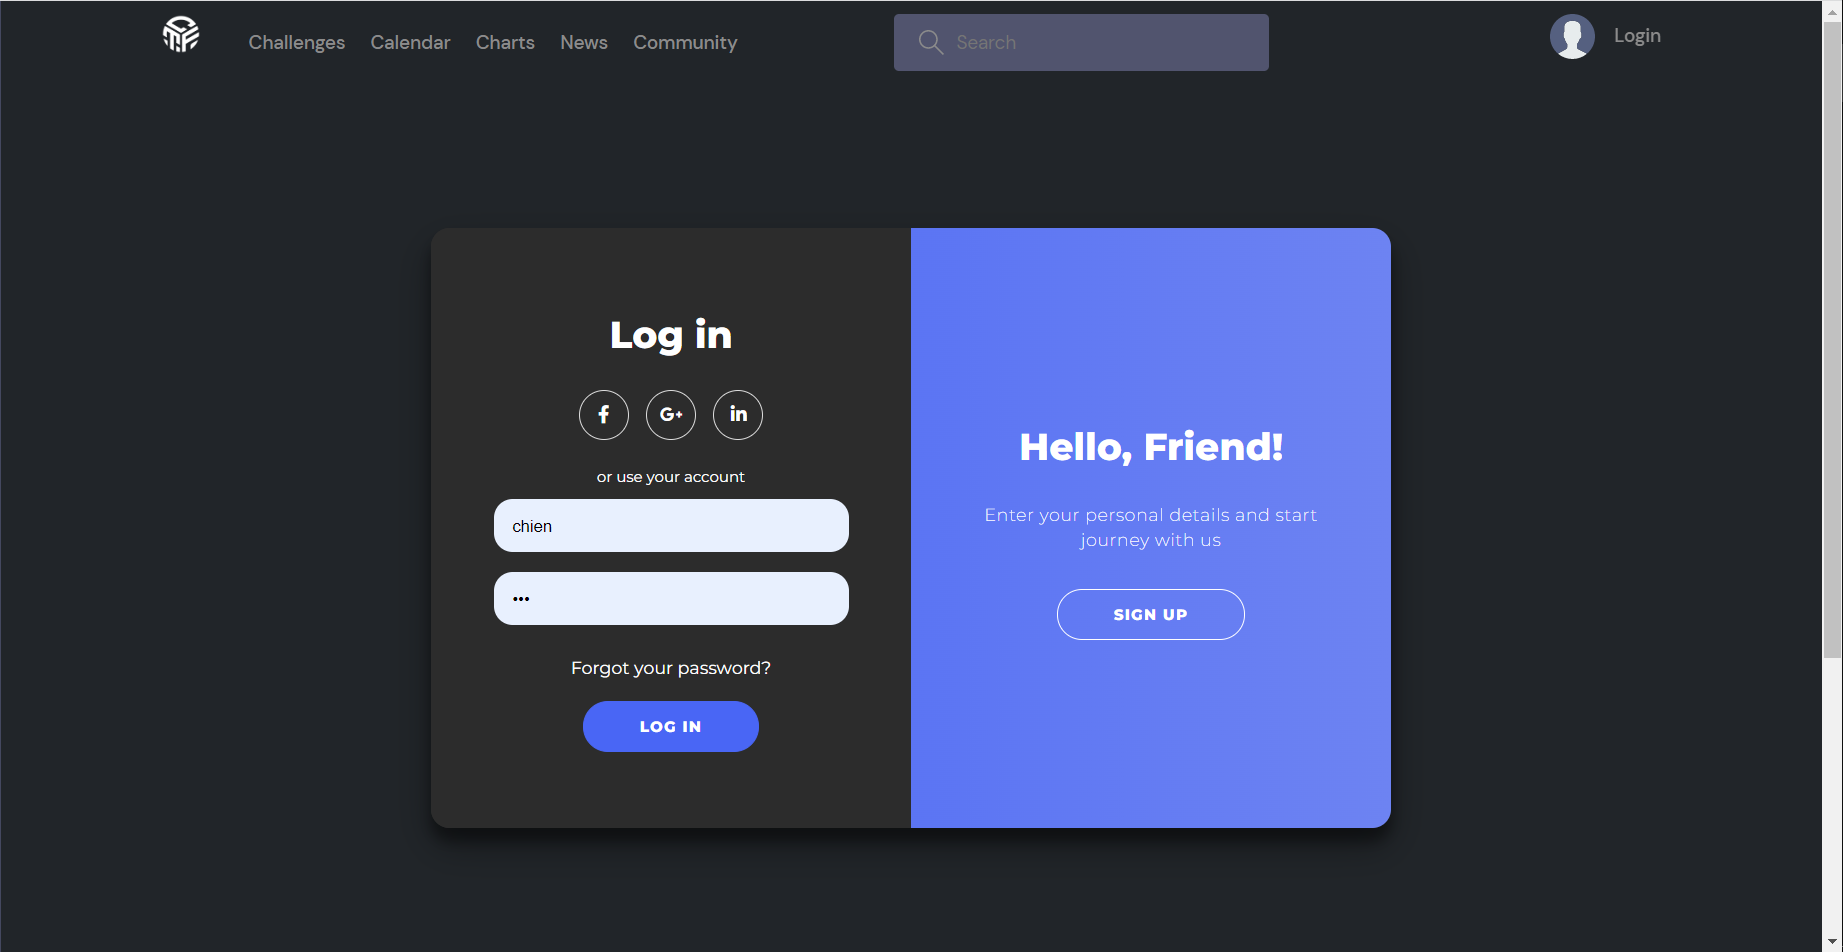 Challenges Calendar Charts News Community Search Login
Log in
f G+ in
or use your account
chien
•••
Forgot your password?
LOG IN
Hello, Friend!
Enter your personal details and start
journey with us
SIGN UP